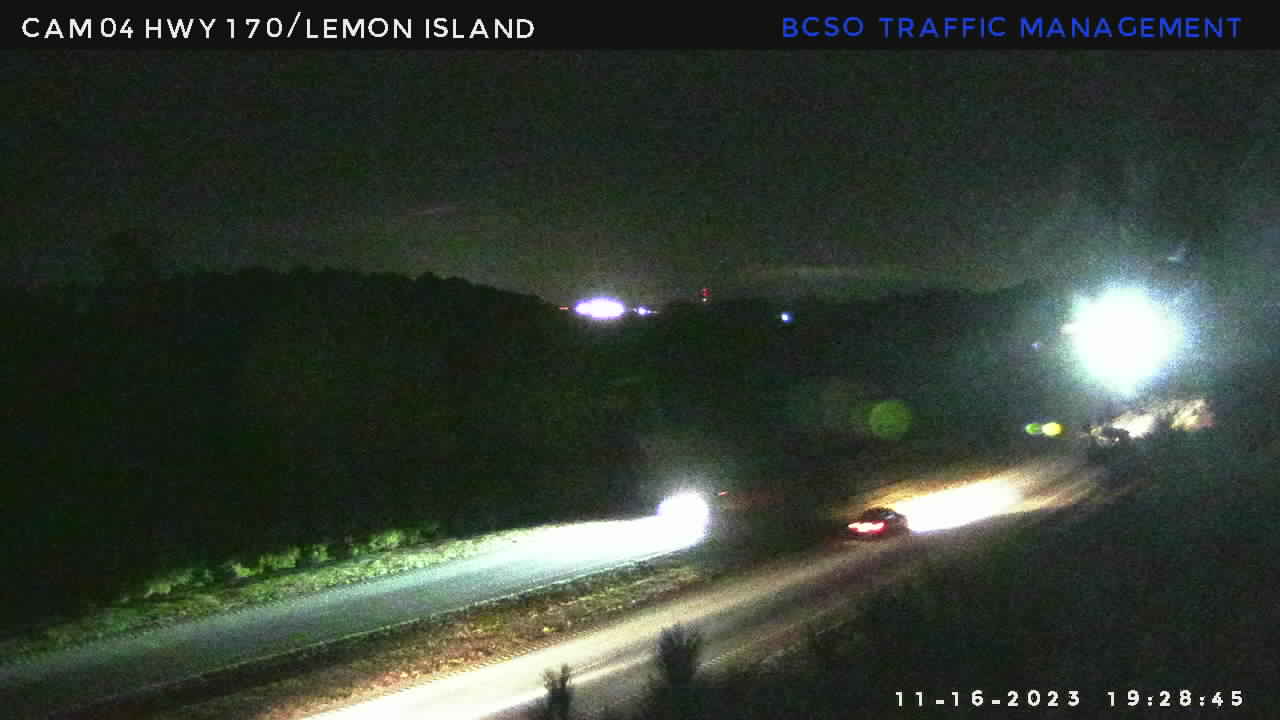 CAM04 HWY 170/LEMON ISLAND
BCSO TRAFFIC MANAGEMENT
11-16-2023 19:28:45